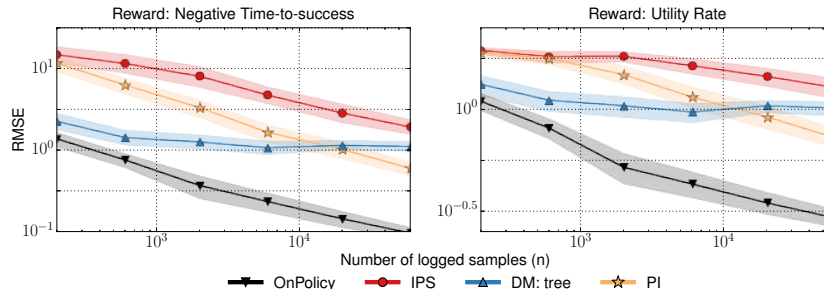 Reward: Negative Time-to-success
Reward: Utility Rate
RMSE
10^1
10^0
10^-1
10^0
10^-0.5
10^3
10^4
10^3
10^4
Number of logged samples (n)
OnPolicy
IPS
DM: tree
PI